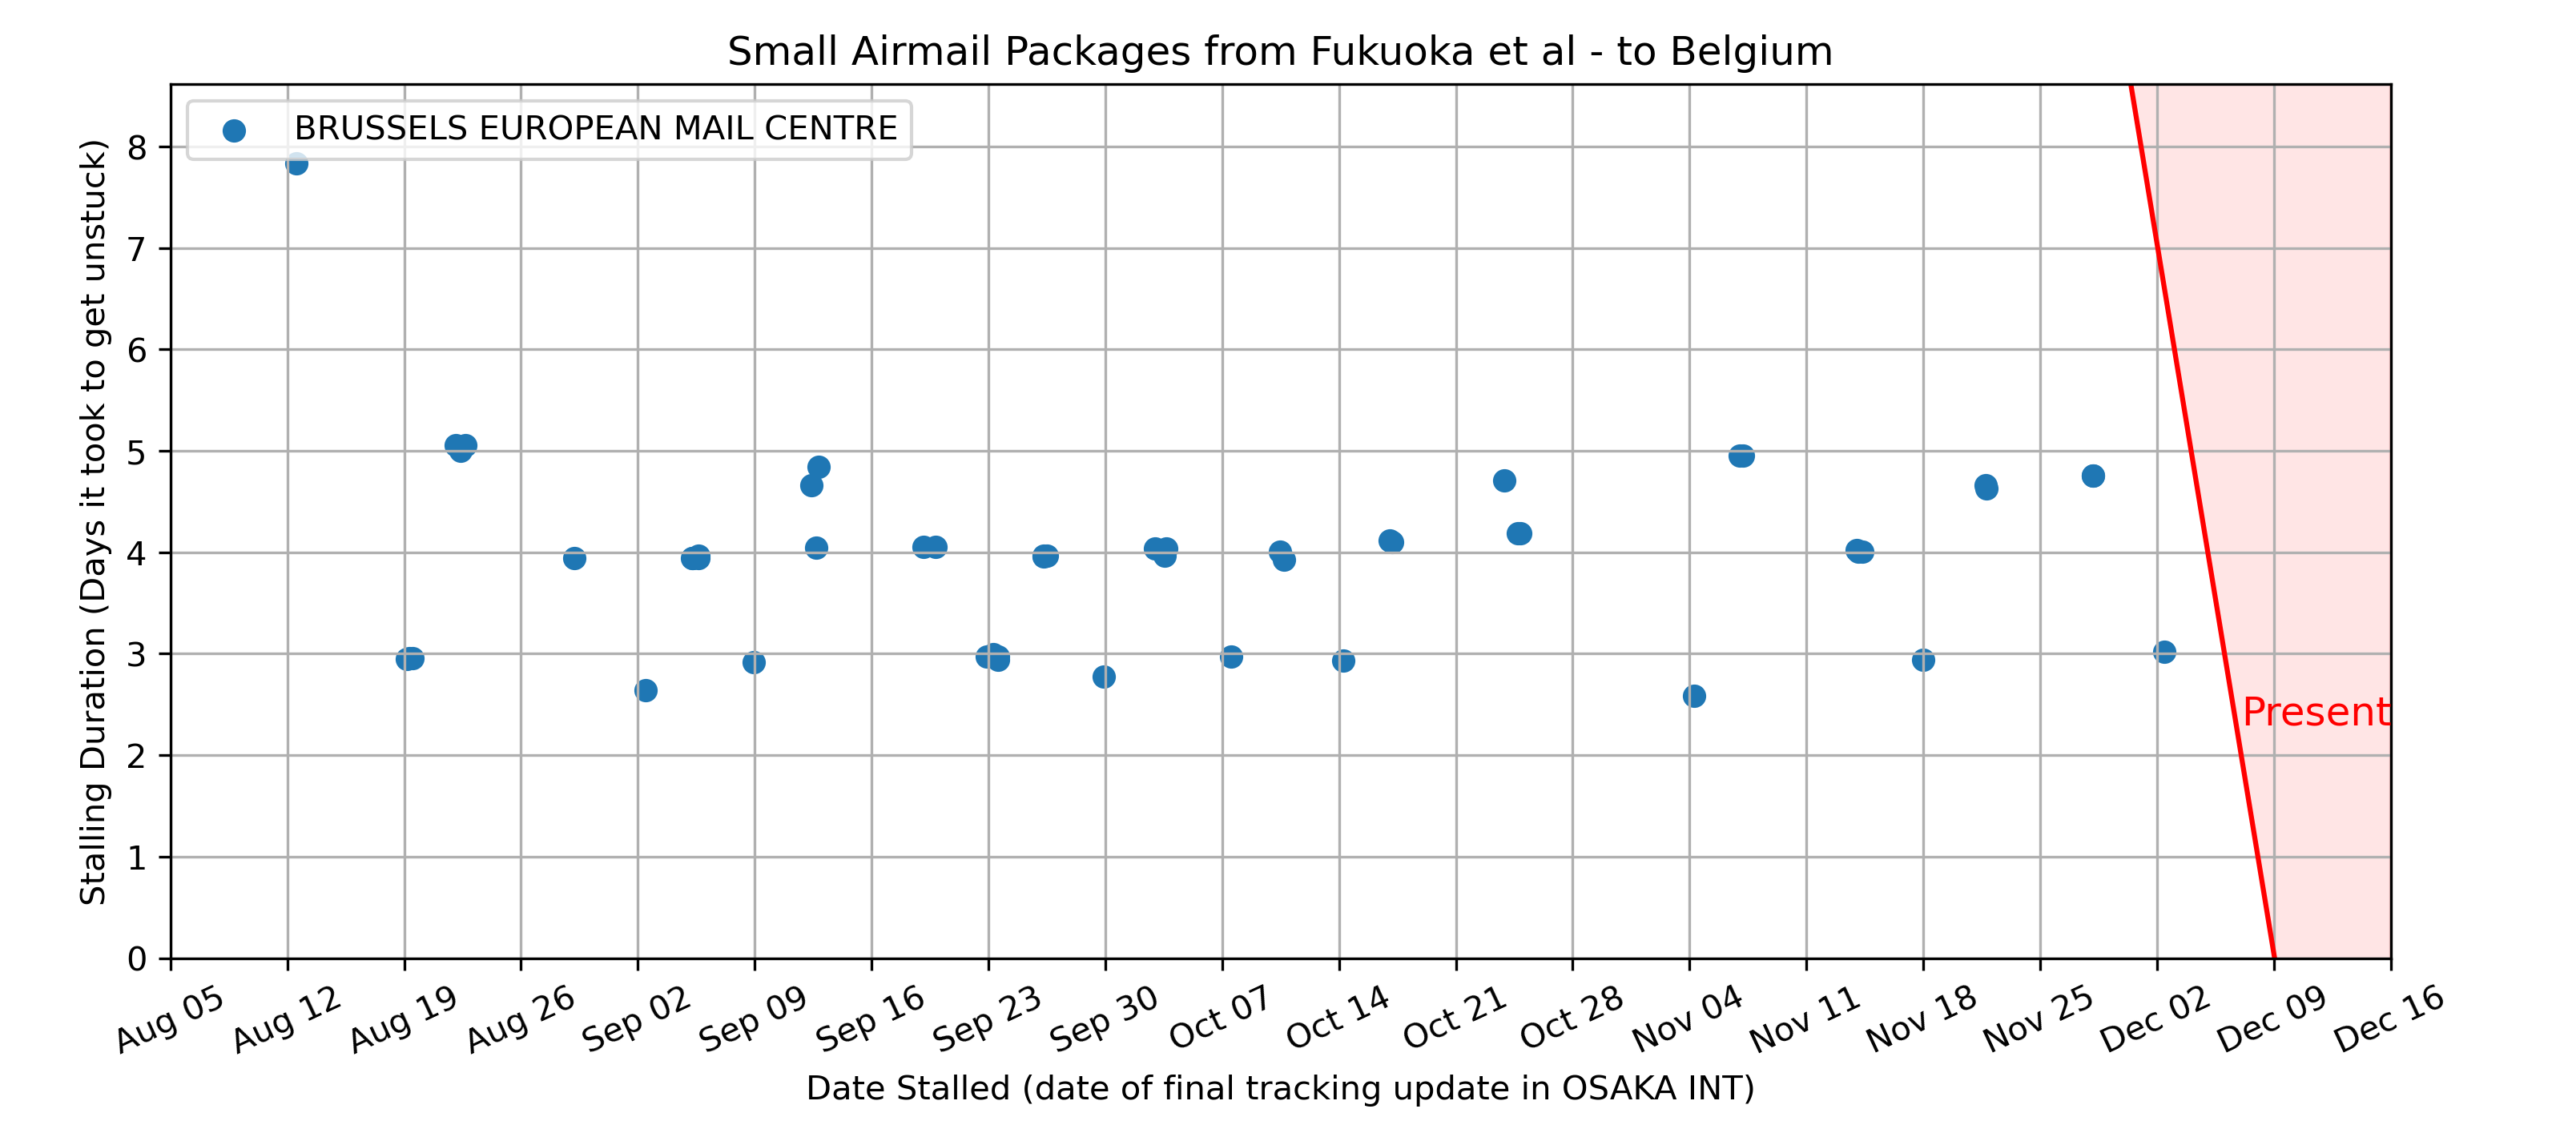 Small Airmail Packages from Fukuoka et al - to Belgium
BRUSSELS EUROPEAN MAIL CENTRE
Stalling Duration (Days it took to get unstuck)
8
7
6
5
4
3
2
1
0
Present
Aug 05
Aug 12
Aug 19
Aug 26
Sep 02
Sep 09
Sep 16
Sep 23
Sep 30
Oct 07
Oct 14
Oct 21
Oct 28
Nov 04
Nov 11
Nov 18
Nov 25
Dec 02
Dec 09
Dec 16
Date Stalled (date of final tracking update in OSAKA INT)